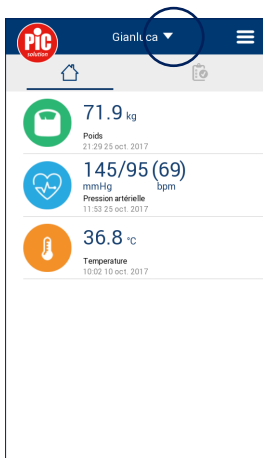 PiC
solution
Gianluca
71.9 kg
Poids
21:29 25 oct. 2017
145/95 (69)
mmHg bpm
Pression artérielle
11:53 25 oct. 2017
36.8 °C
Temperature
10:02 10 oct. 2017